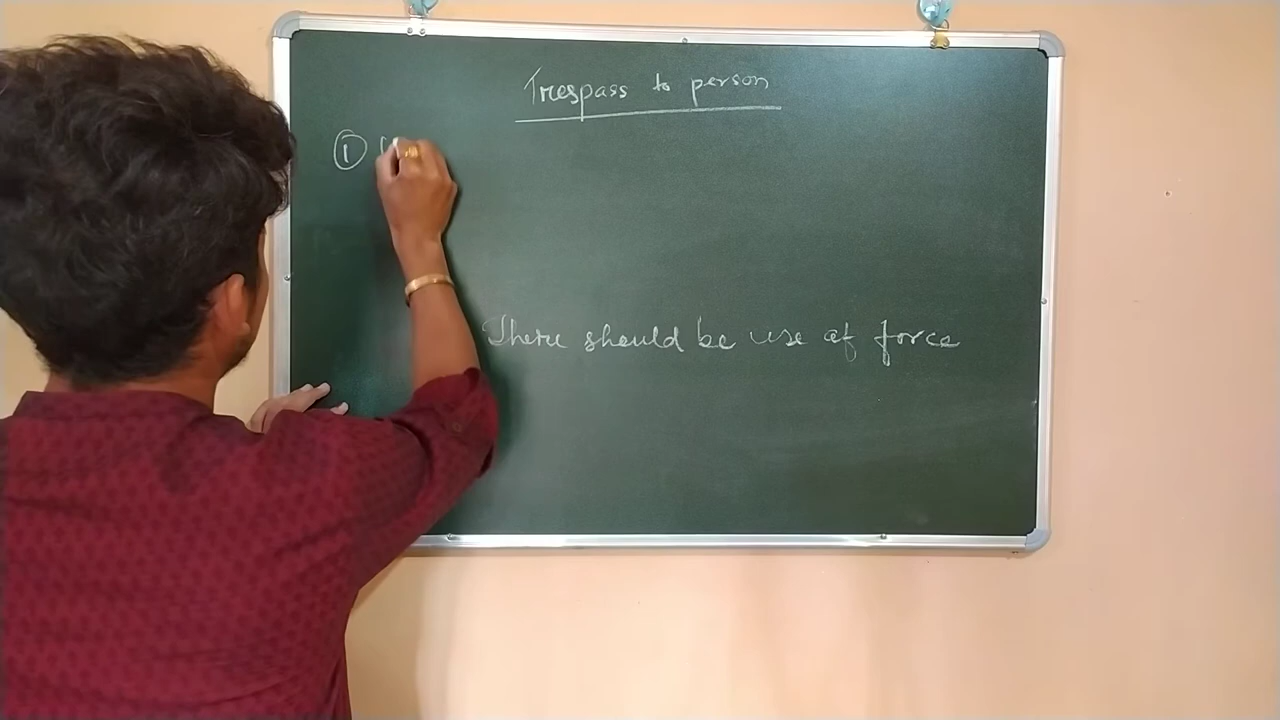 Trespass to person
①
There should be use of force